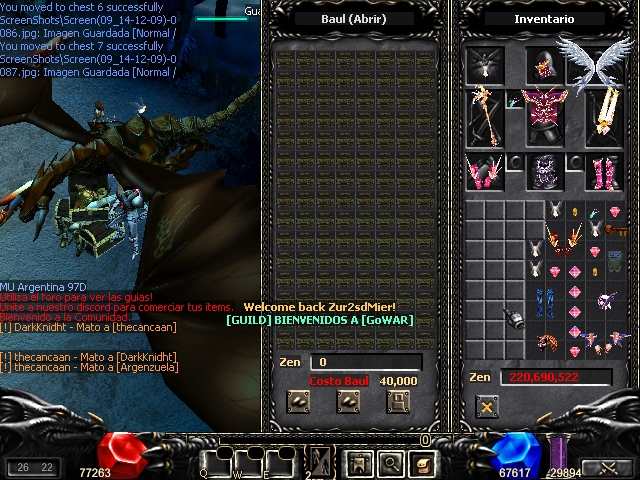 You moved to chest 6 successfully
ScreenShots\Screen(09_14-12-09)-0
086.jpg: Imagen Guardada [Normal /
You moved to chest 7 successfully
ScreenShots\Screen(09_14-12-09)-0
087.jpg: Imagen Guardada [Normal /
Gua
Baul (Abrir)
Inventario
MU Argentina 97D
Utiliza el foro para ver las guias!
Unite a nuestro discord para comerciar tus items.
Bienvenido a la Comunidad.
[!] DarkKnidht - Mato a [thecancaan]
[!] thecancaan - Mato a [DarkKnidht]
[!] thecancaan - Mato a [Argenzuela]
Welcome back Zur2sdMier!
[GUILD] BIENVENIDOS A [GoWAR]
Zen 0
Costo Baul 40,000
Zen 220,690,522
26 22
77263
Q W E
0
67617
-29894